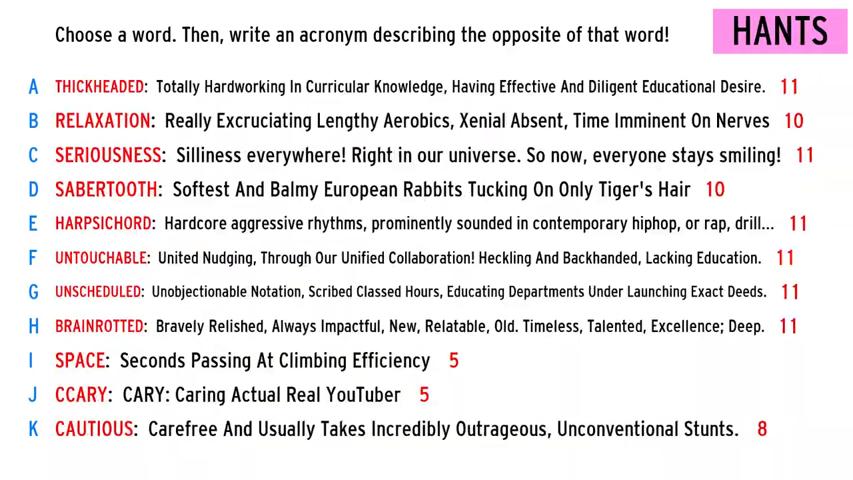 Choose a word. Then, write an acronym describing the opposite of that word!
HANTS
A THICKHEADED: Totally Hardworking In Curricular Knowledge, Having Effective And Diligent Educational Desire. 11
B RELAXATION: Really Excruciating Lengthy Aerobics, Xenial Absent, Time Imminent On Nerves 10
C SERIOUSNESS: Silliness everywhere! Right in our universe. So now, everyone stays smiling! 11
D SABERTOOTH: Softest And Balmy European Rabbits Tucking On Only Tiger's Hair 10
E HARPSICHORD: Hardcore aggressive rhythms, prominently sounded in contemporary hiphop, or rap, drill... 11
F UNTOUCHABLE: United Nudging, Through Our Unified Collaboration! Heckling And Backhanded, Lacking Education. 11
G UNSCHEDULED: Unobjectionable Notation, Scribed Classed Hours, Educating Departments Under Launching Exact Deeds. 11
H BRAINROTTED: Bravely Relished, Always Impactful, New, Relatable, Old. Timeless, Talented, Excellence; Deep. 11
I SPACE: Seconds Passing At Climbing Efficiency 5
J CCARY: CARY: Caring Actual Real YouTuber 5
K CAUTIOUS: Carefree And Usually Takes Incredibly Outrageous, Unconventional Stunts. 8